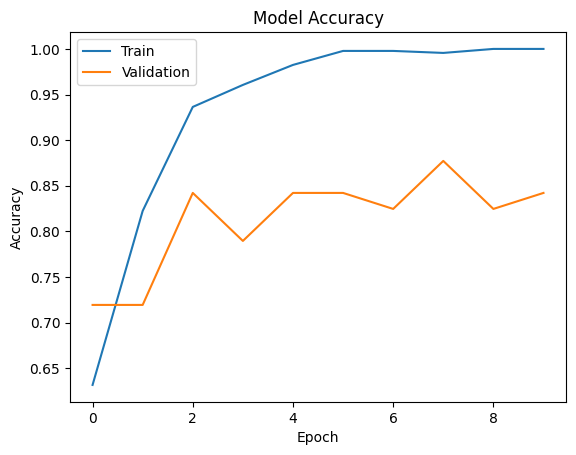 Model Accuracy
Train
Validation
Accuracy
1.00
0.95
0.90
0.85
0.80
0.75
0.70
0.65
0 2 4 6 8
Epoch